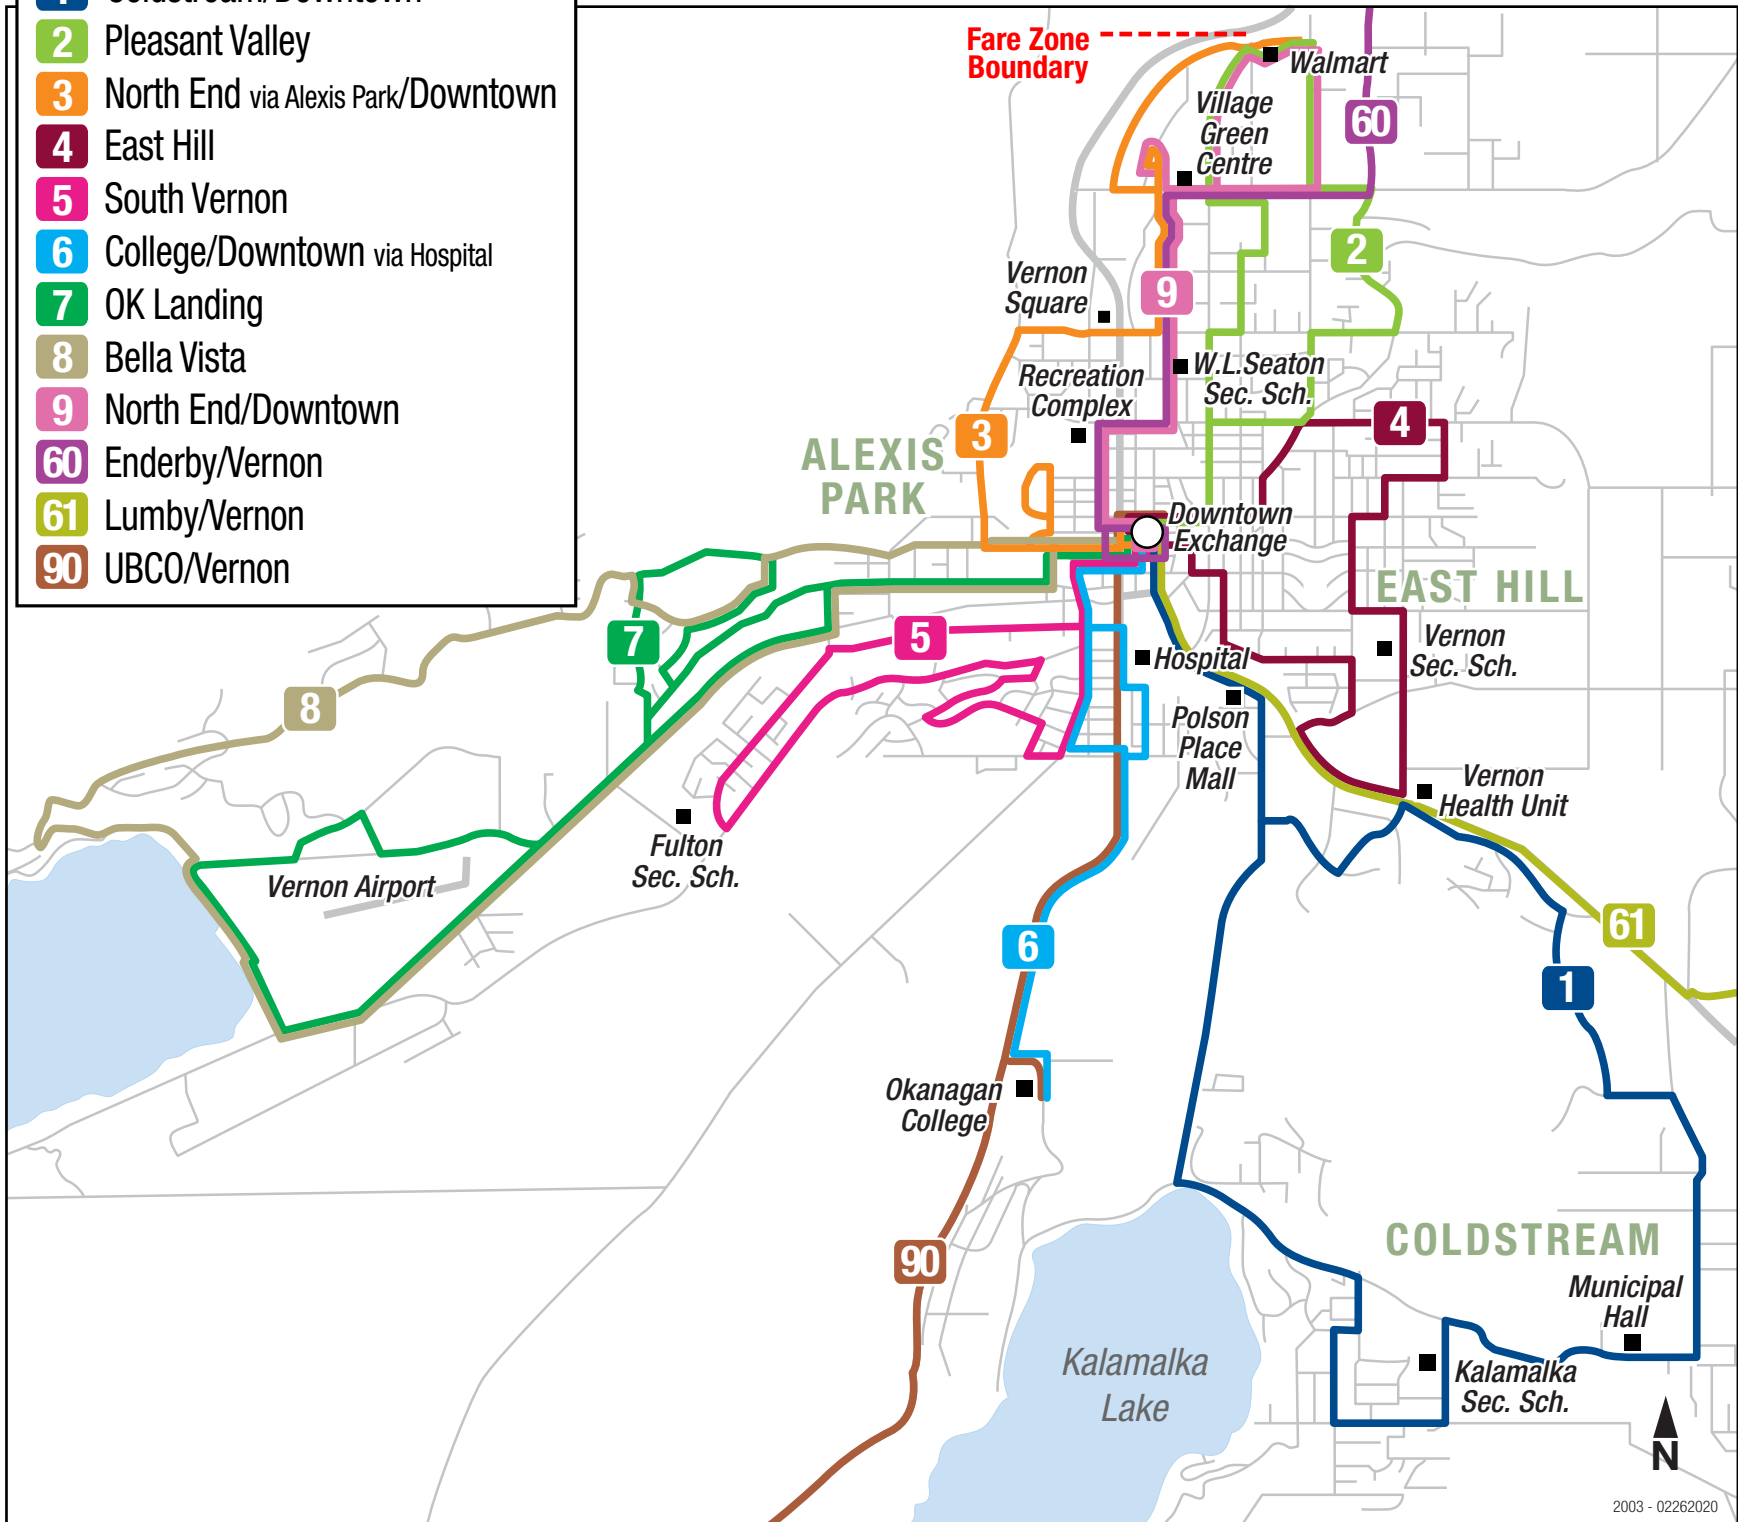 1 Coldstream/Downtown
2 Pleasant Valley
3 North End via Alexis Park/Downtown
4 East Hill
5 South Vernon
6 College/Downtown via Hospital
7 OK Landing
8 Bella Vista
9 North End/Downtown
60 Enderby/Vernon
61 Lumby/Vernon
90 UBCO/Vernon
Fare Zone
Boundary
Walmart
Village
Green
Centre
60
2
Vernon
Square
9
W.L.Seaton
Sec. Sch.
Recreation
Complex
3
4
ALEXIS
PARK
Downtown
Exchange
EAST HILL
7
5
Hospital
Vernon
Sec. Sch.
8
Polson
Place
Mall
Vernon
Health Unit
Fulton
Sec. Sch.
Vernon Airport
6
61
1
Okanagan
College
COLDSTREAM
90
Municipal
Hall
Kalamalka
Lake
Kalamalka
Sec. Sch.
N
2003 - 02262020